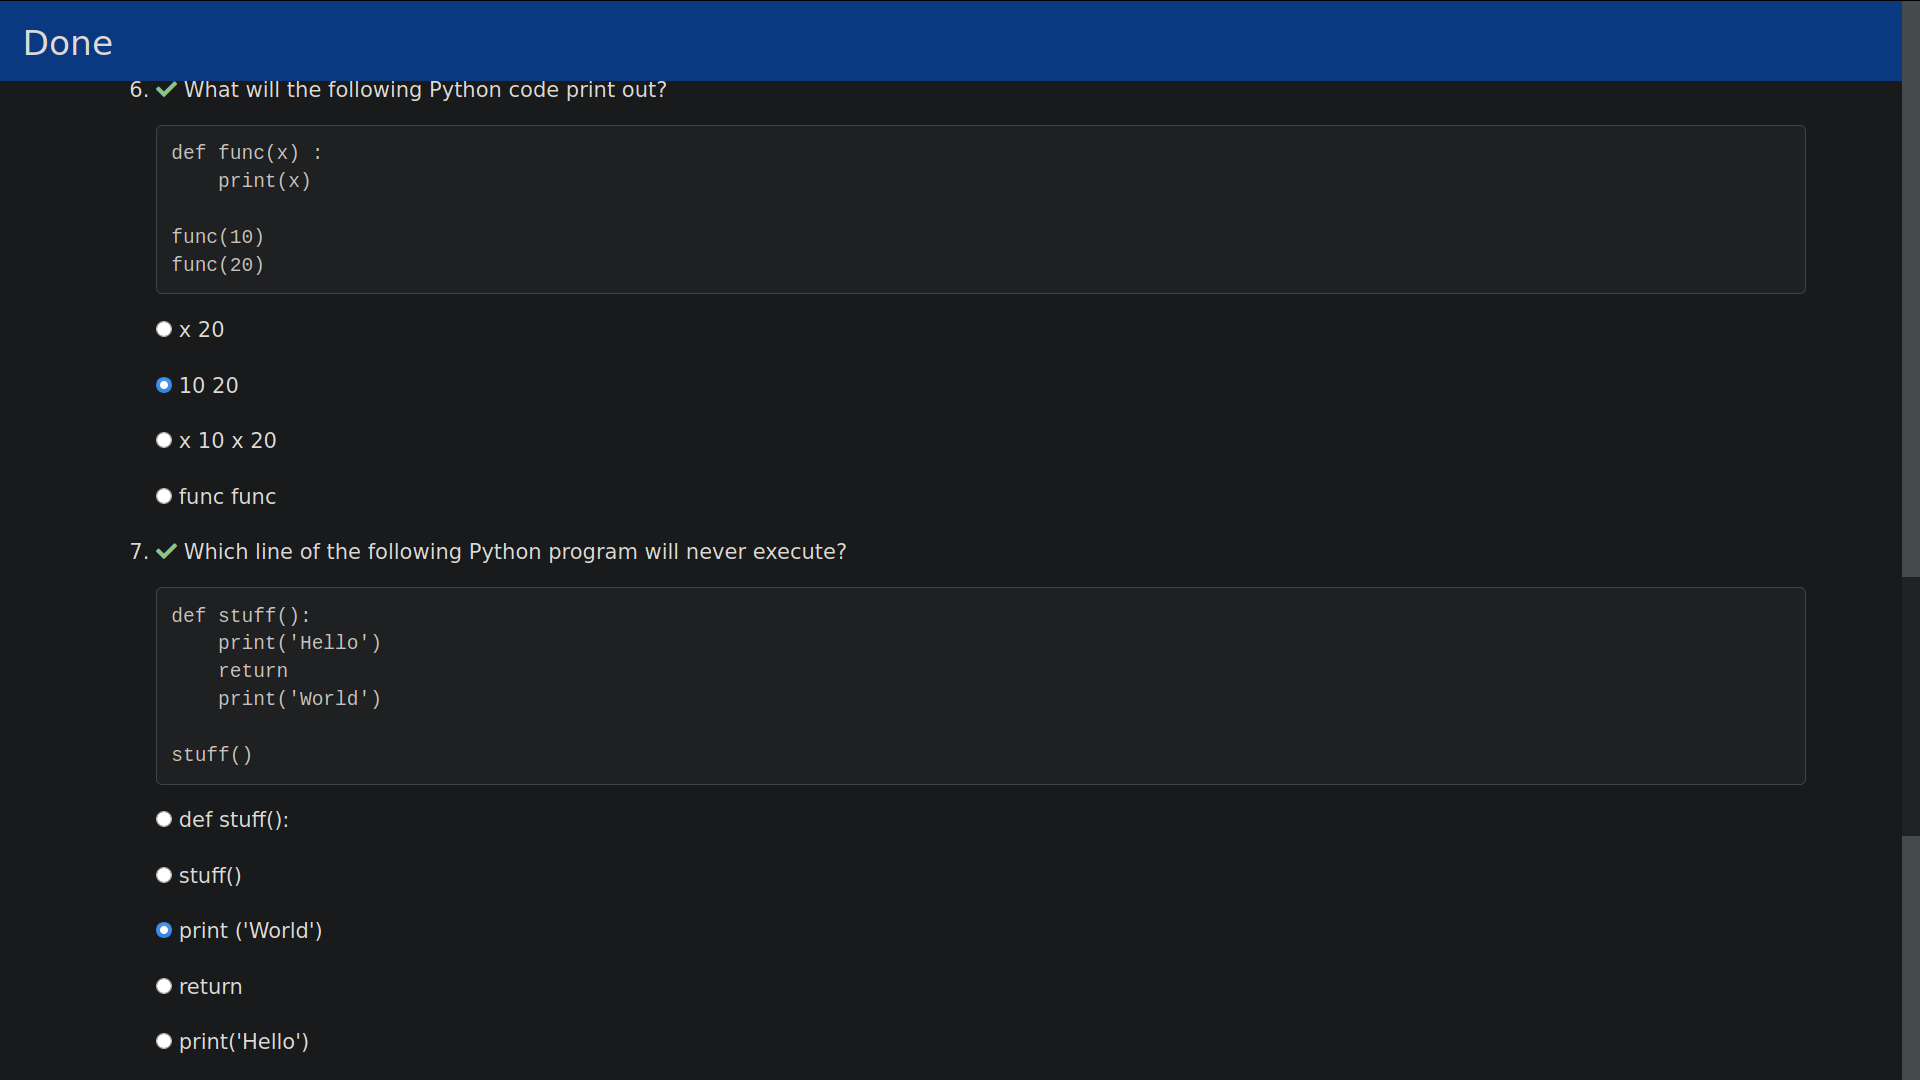 Done
6. ✔ What will the following Python code print out?
def func(x) :
    print(x)
func(10)
func(20)
x 20
10 20
x 10 x 20
func func
7. ✔ Which line of the following Python program will never execute?
def stuff():
    print('Hello')
    return
    print('World')
stuff()
def stuff():
stuff()
print ('World')
return
print('Hello')